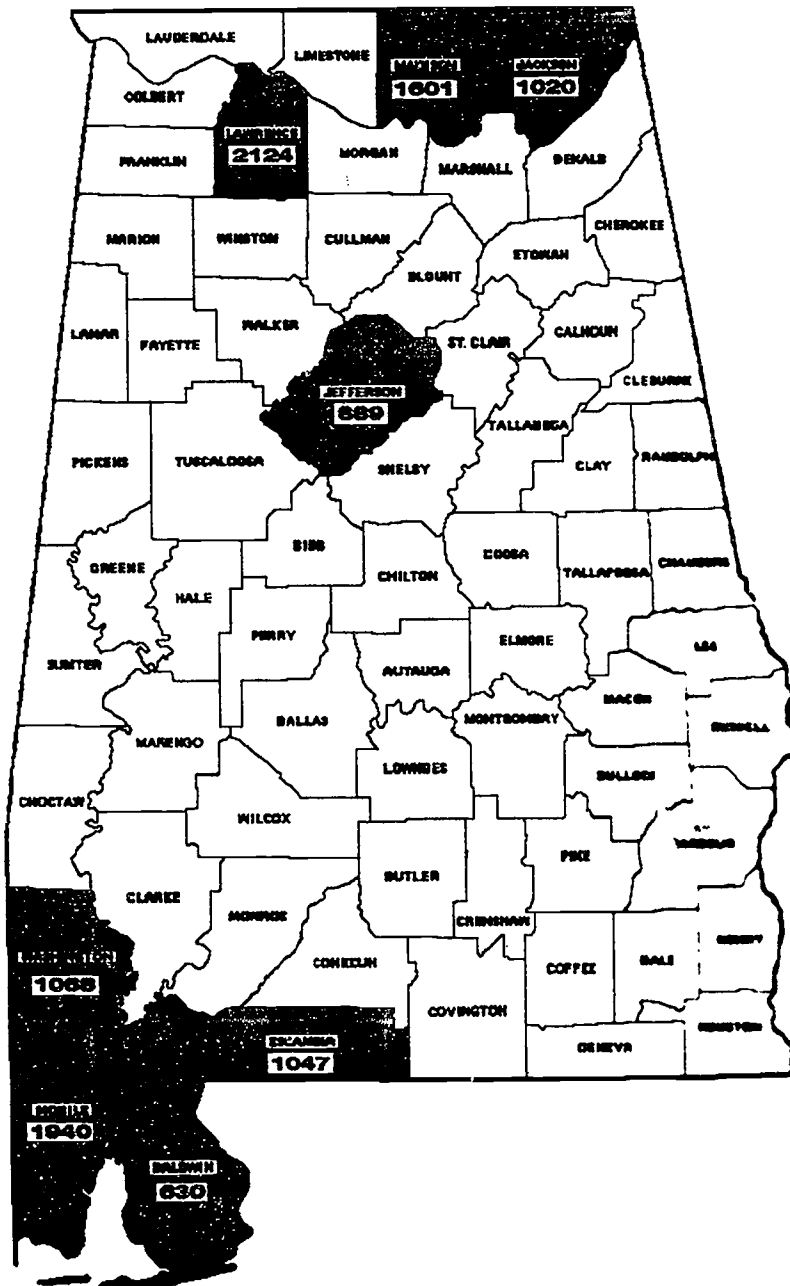 LAUDERDALE
LIMESTONE
MADISON
1601
JACKSON
1020
COLBERT
LAWRENCE
2124
FRANKLIN
MORGAN
MARSHALL
DEKALB
MARION
WINSTON
CULLMAN
CHEROKEE
ETOWAH
BLOUNT
LAMAR
FAYETTE
WALKER
ST. CLAIR
CALHOUN
CLEBURNE
JEFFERSON
TALLADEGA
PICKENS
TUSCALOOSA
SHELBY
CLAY
RANDOLPH
GREENE
HALE
BIBB
CHILTON
COOSA
TALLAPOOSA
CHAMBERS
SUMTER
PERRY
AUTAUGA
ELMORE
LEE
MACON
MARENGO
DALLAS
MONTGOMERY
RUSSELL
LOWNDES
BULLOCK
CHOCTAW
WILCOX
PIKE
CLARKE
BUTLER
MONROE
CRENSHAW
CONECUH
COFFEE
DALE
HENRY
WASHINGTON
1068
COVINGTON
HOUSTON
ESCAMBIA
1047
GENEVA
MOBILE
1940
BALDWIN
630